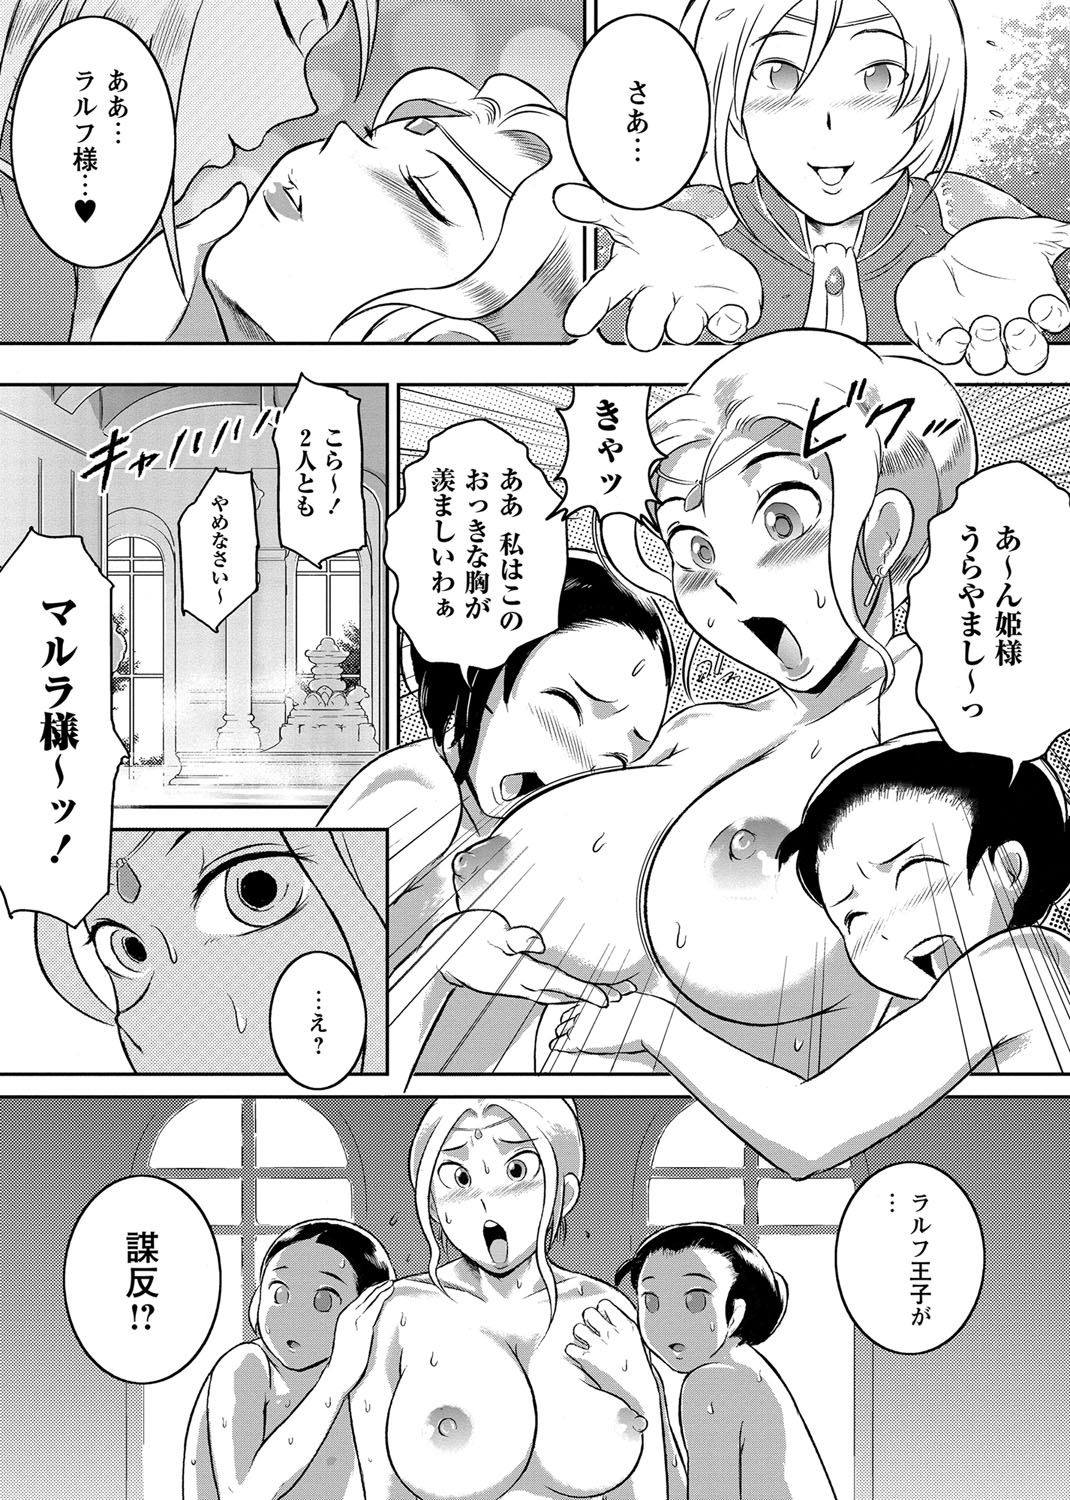 さあ…
ああ…
ラルフ様…♥
ビクッ
あ～ん姫様
うらやまし～っ
きゃッ
ああ 私はこの
おっきな胸が
羨ましいわぁ
こら～！
2人とも
やめなさい～
キャハハハハ
マルラ様～ッ！
…え？
ラルフ王子が
…
謀反!?